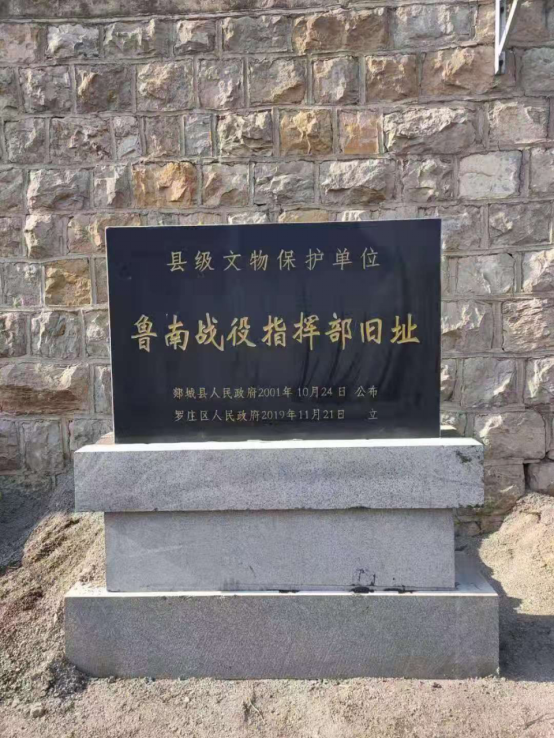 县级文物保护单位
鲁南战役指挥部旧址
郯城县人民政府2001年10月24日 公布
罗庄区人民政府2019年11月21日 立